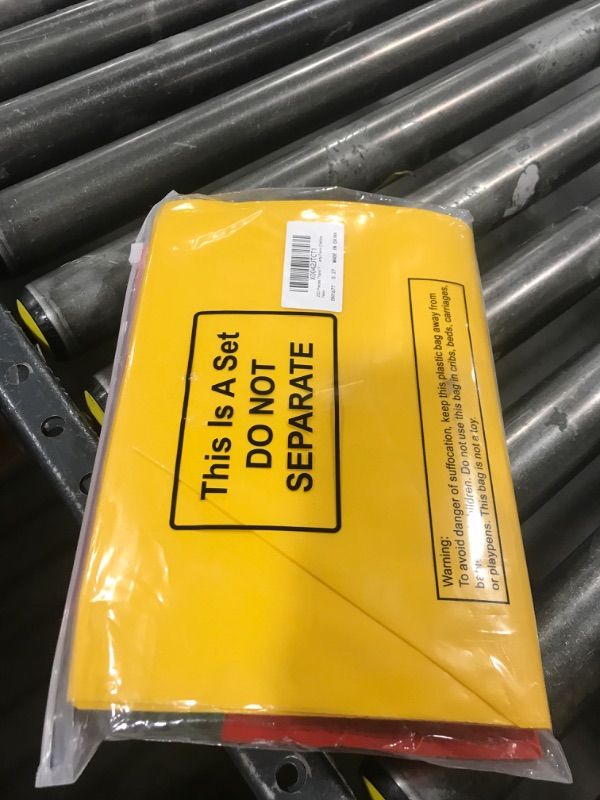 This Is A Set
DO NOT
SEPARATE
Warning:
To avoid danger of suffocation, keep this plastic bag away from
children. Do not use this bag in cribs, beds, carriages,
or playpens. This bag is not a toy.
MADE IN CHINA
New